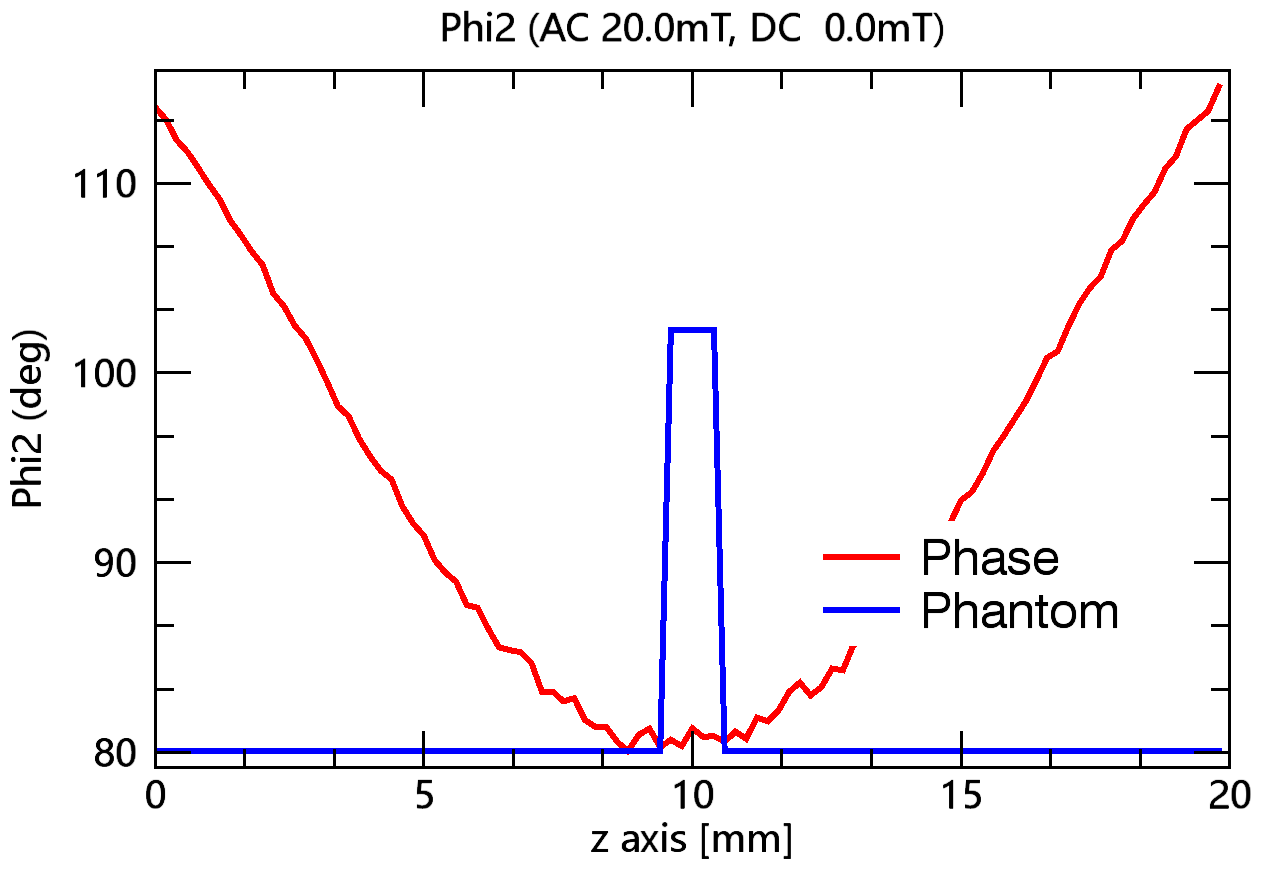 Phi2 (AC 20.0mT, DC  0.0mT)
Phi2 (deg)
110
100
90
80
Phase
Phantom
0 5 10 15 20
z axis [mm]